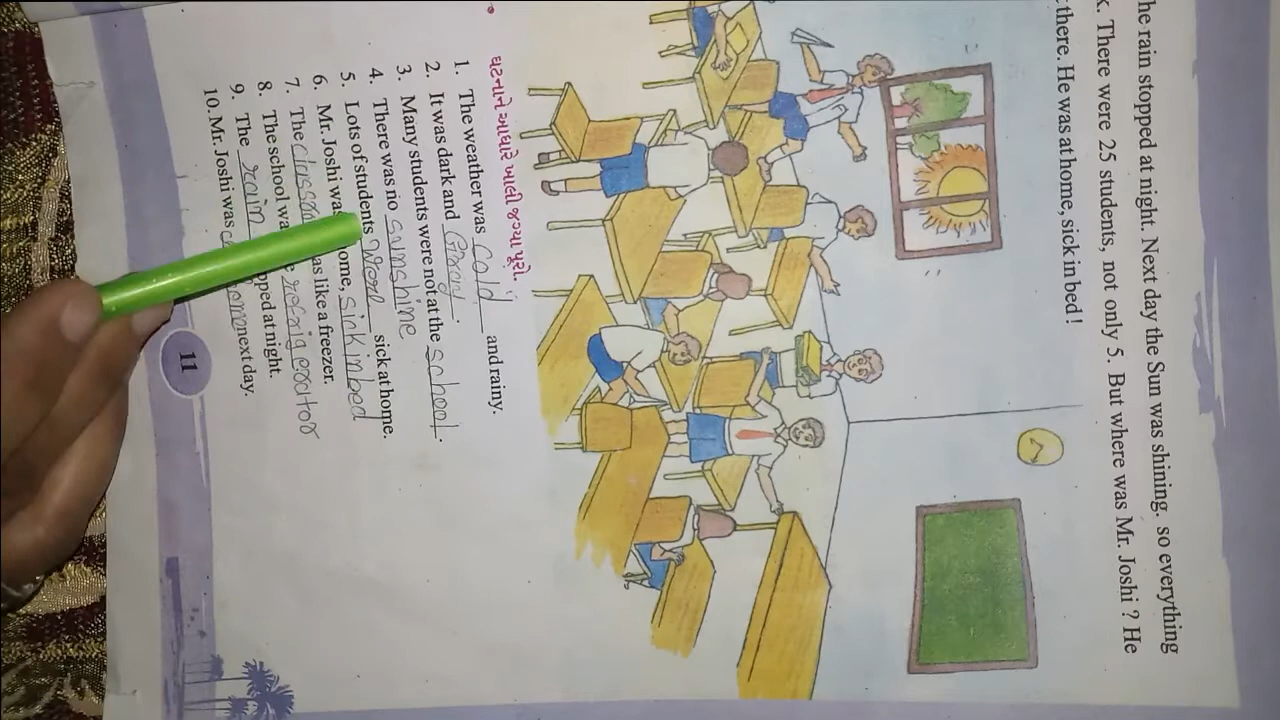 he rain stopped at night. Next day the Sun was shining. so everything
k. There were 25 students, not only 5. But where was Mr. Joshi ? He
there. He was at home, sick in bed !
ઘટનાને આધારે ખાલી જગ્યા પૂરો.
1. The weather was cold and rainy.
2. It was dark and
3. Many students were not at the school.
4. There was no sunshine
5. Lots of students were sick at home.
6. Mr. Joshi was ome, sick in bed
7. The as like a freezer.
8. The school wa
9. The rain pped at night.
10. Mr. Joshi was next day.
11